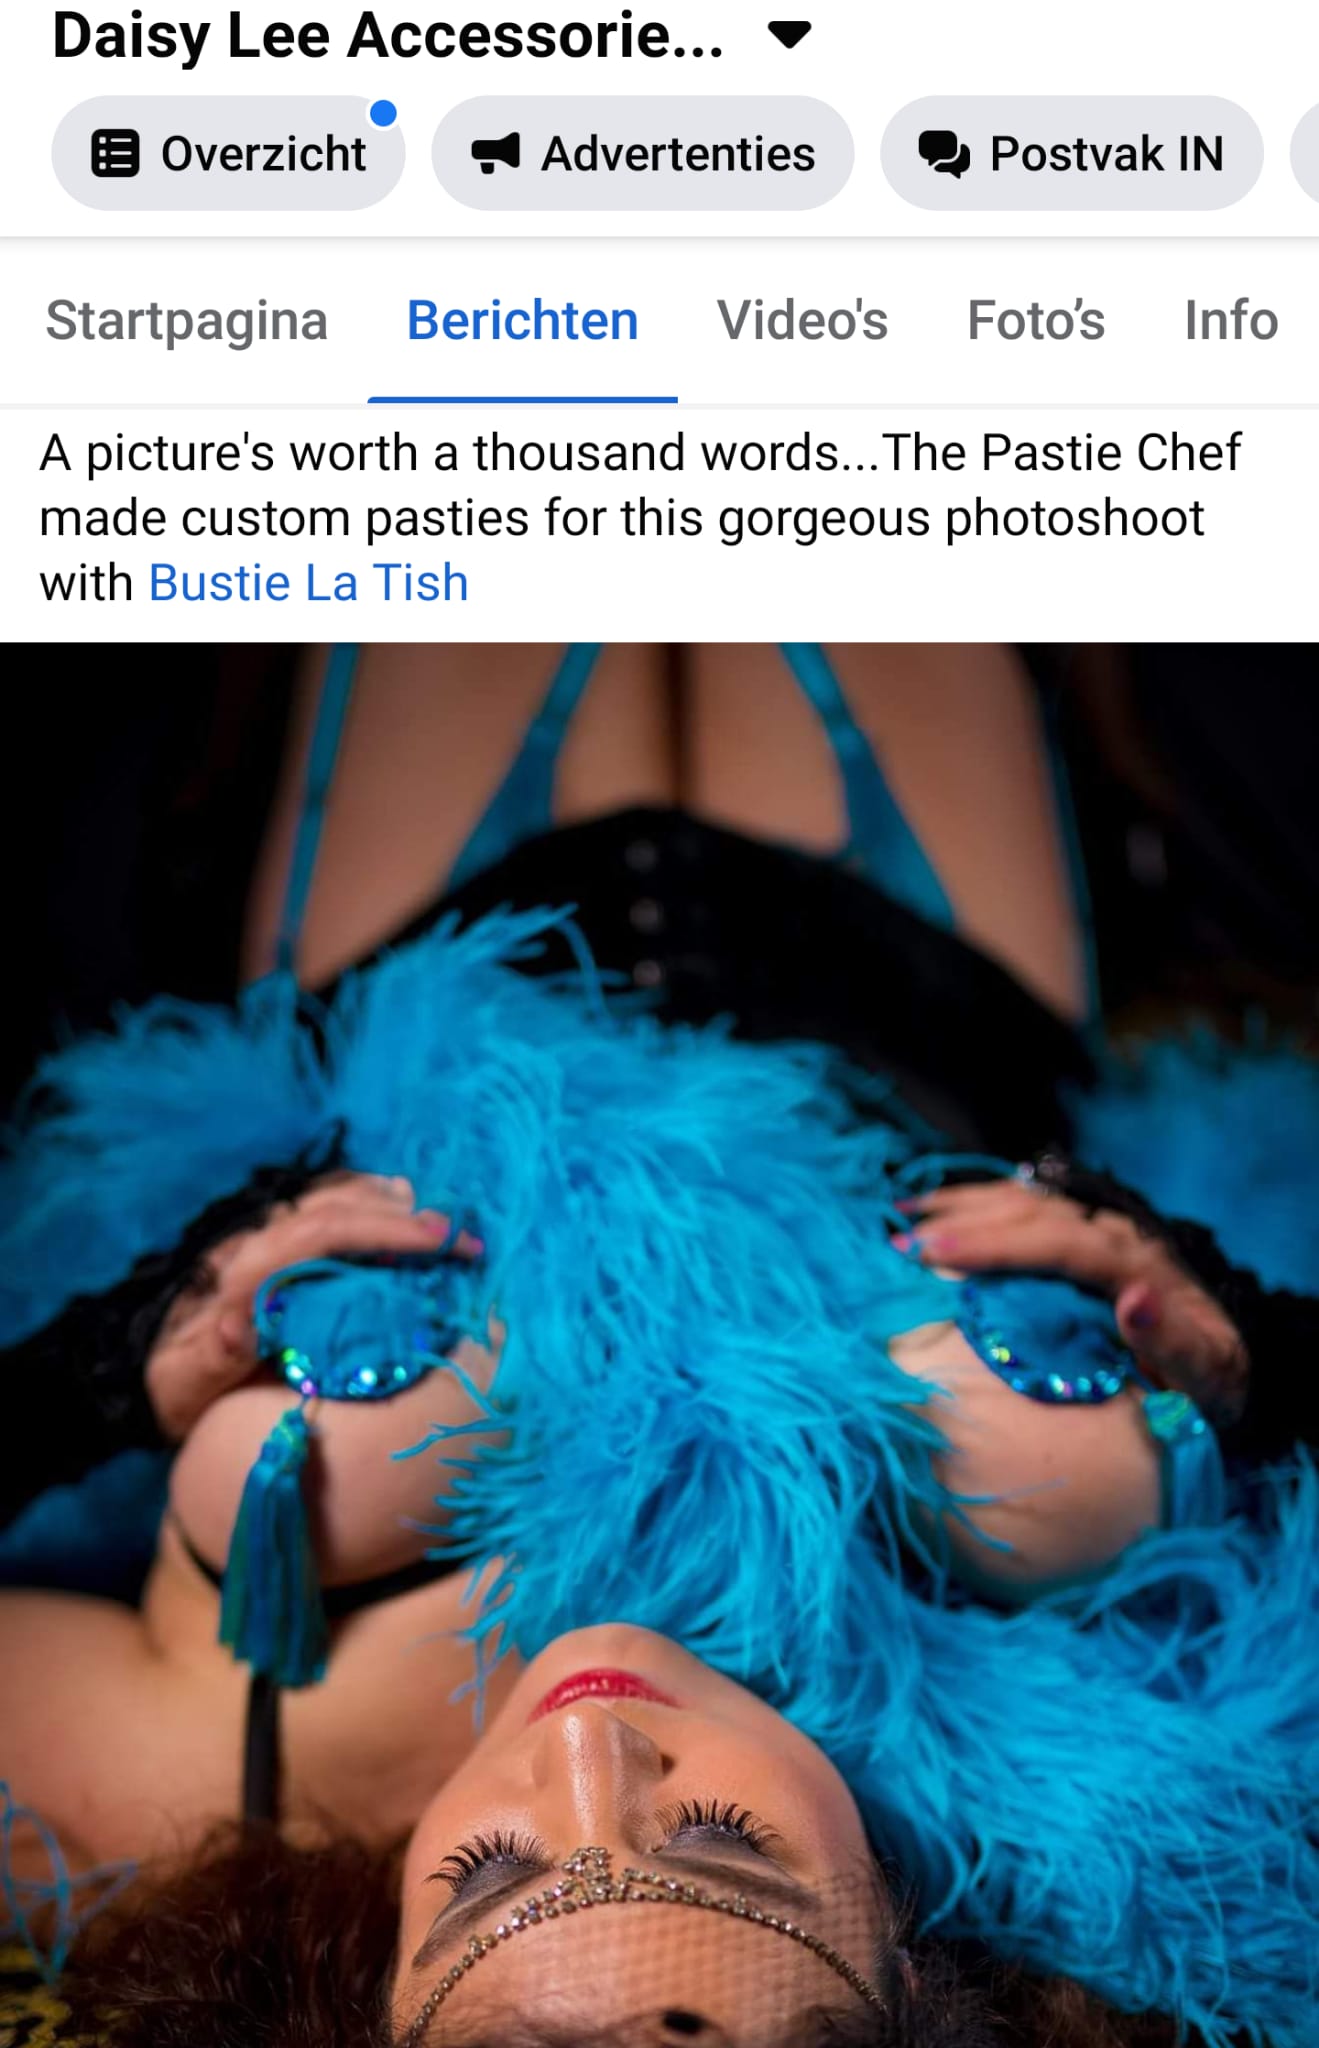 Daisy Lee Accessorie...
Overzicht
Advertenties
Postvak IN
Startpagina
Berichten
Video's
Foto’s
Info
A picture's worth a thousand words...The Pastie Chef
made custom pasties for this gorgeous photoshoot
with Bustie La Tish